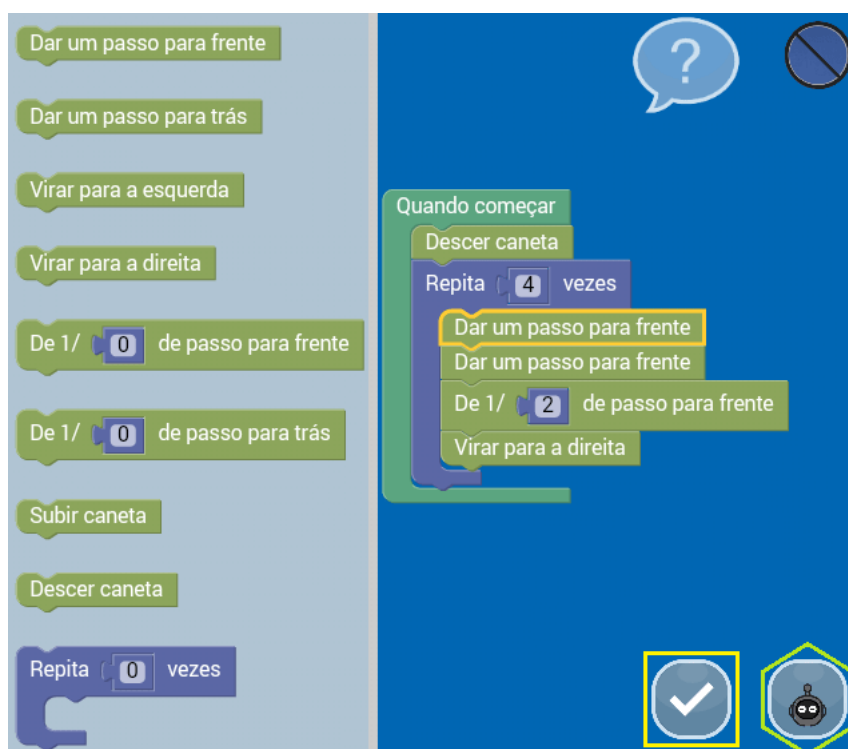 Dar um passo para frente
Dar um passo para trás
Virar para a esquerda
Virar para a direita
De 1/ 0 de passo para frente
De 1/ 0 de passo para trás
Subir caneta
Descer caneta
Repita 0 vezes
?
Quando começar
Descer caneta
Repita 4 vezes
Dar um passo para frente
Dar um passo para frente
De 1/ 2 de passo para frente
Virar para a direita